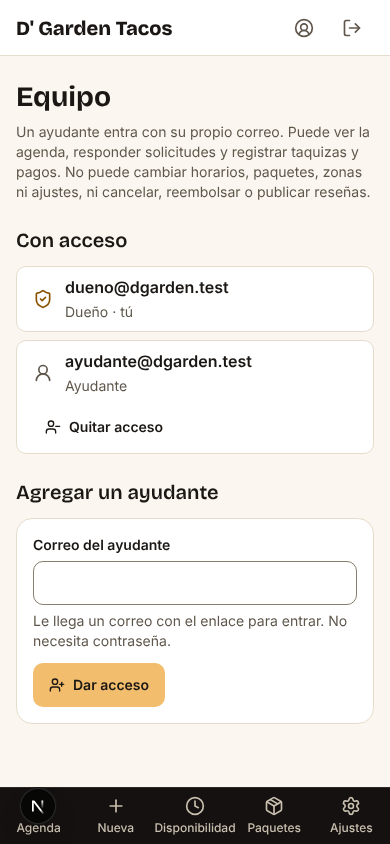 D' Garden Tacos
Equipo
Un ayudante entra con su propio correo. Puede ver la
agenda, responder solicitudes y registrar taquizas y
pagos. No puede cambiar horarios, paquetes, zonas
ni ajustes, ni cancelar, reembolsar o publicar reseñas.
Con acceso
dueno@dgarden.test
Dueño · tú
ayudante@dgarden.test
Ayudante
Quitar acceso
Agregar un ayudante
Correo del ayudante
Le llega un correo con el enlace para entrar. No
necesita contraseña.
Dar acceso
N
Agenda Nueva Disponibilidad Paquetes Ajustes